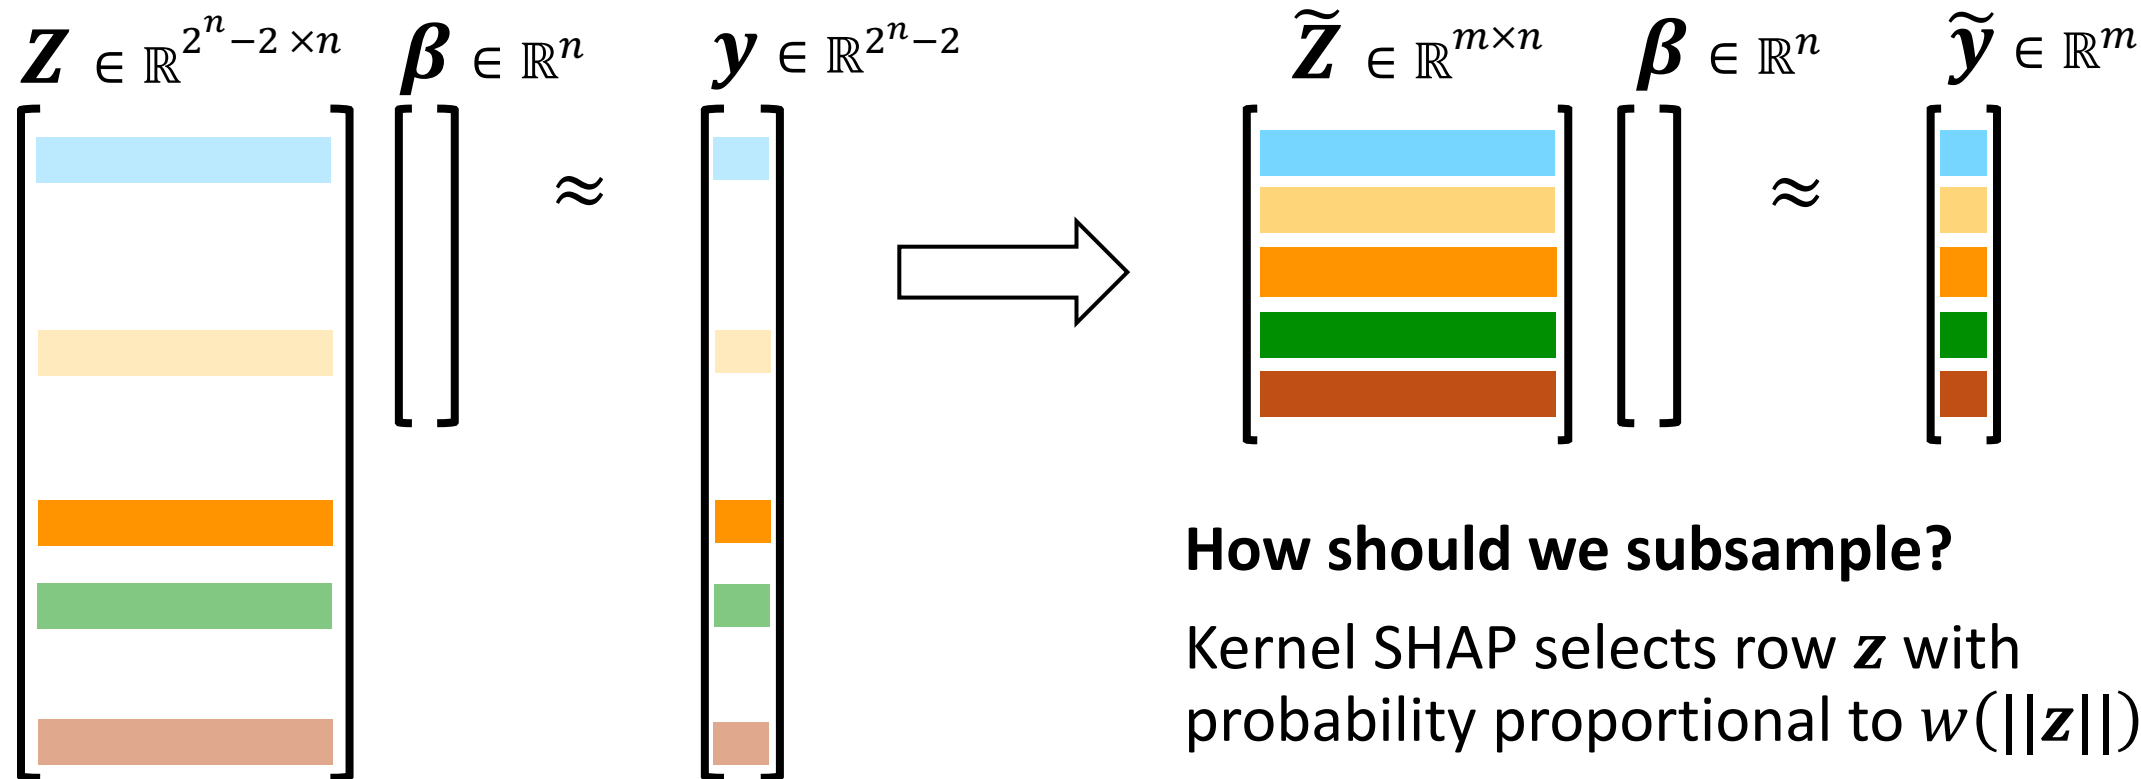 𝒁 ∈ ℝ^{2^n−2 ×n} 𝜷 ∈ ℝ^n 𝒚 ∈ ℝ^{2^n−2} 𝒁̃ ∈ ℝ^{m×n} 𝜷 ∈ ℝ^n 𝒚̃ ∈ ℝ^m
≈ ≈
How should we subsample?
Kernel SHAP selects row 𝒛 with
probability proportional to 𝑤(||𝒛||)